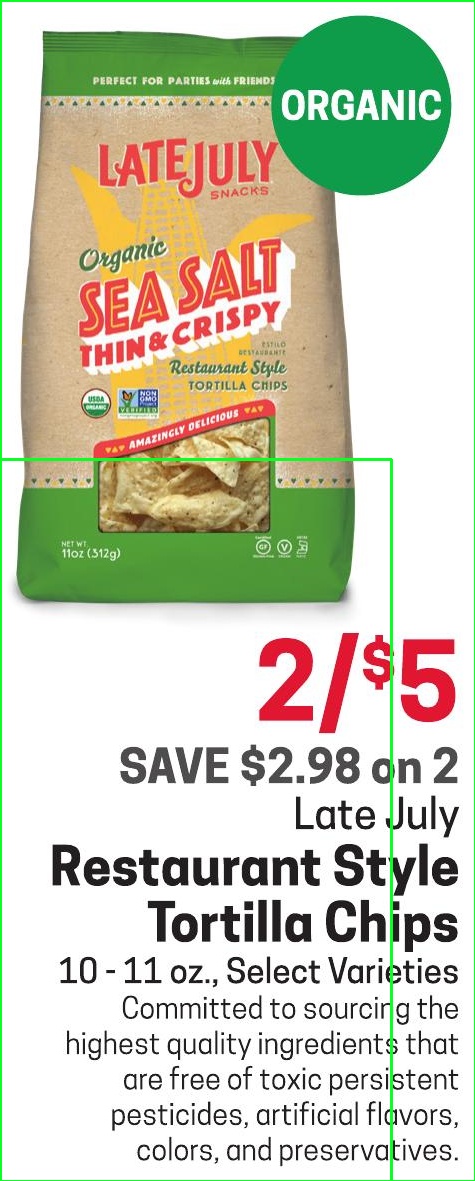 PERFECT FOR PARTIES with FRIENDS
ORGANIC
LATE JULY
SNACKS
Organic
SEA SALT
THIN & CRISPY
ESTILO
RESTAURANTE
Restaurant Style
TORTILLA CHIPS
USDA
ORGANIC
NON
GMO
Project
VERIFIED
AMAZINGLY DELICIOUS
NET WT.
11oz (312g)
GF
V
2/$5
SAVE $2.98 on 2
Late July
Restaurant Style
Tortilla Chips
10 - 11 oz., Select Varieties
Committed to sourcing the
highest quality ingredients that
are free of toxic persistent
pesticides, artificial flavors,
colors, and preservatives.